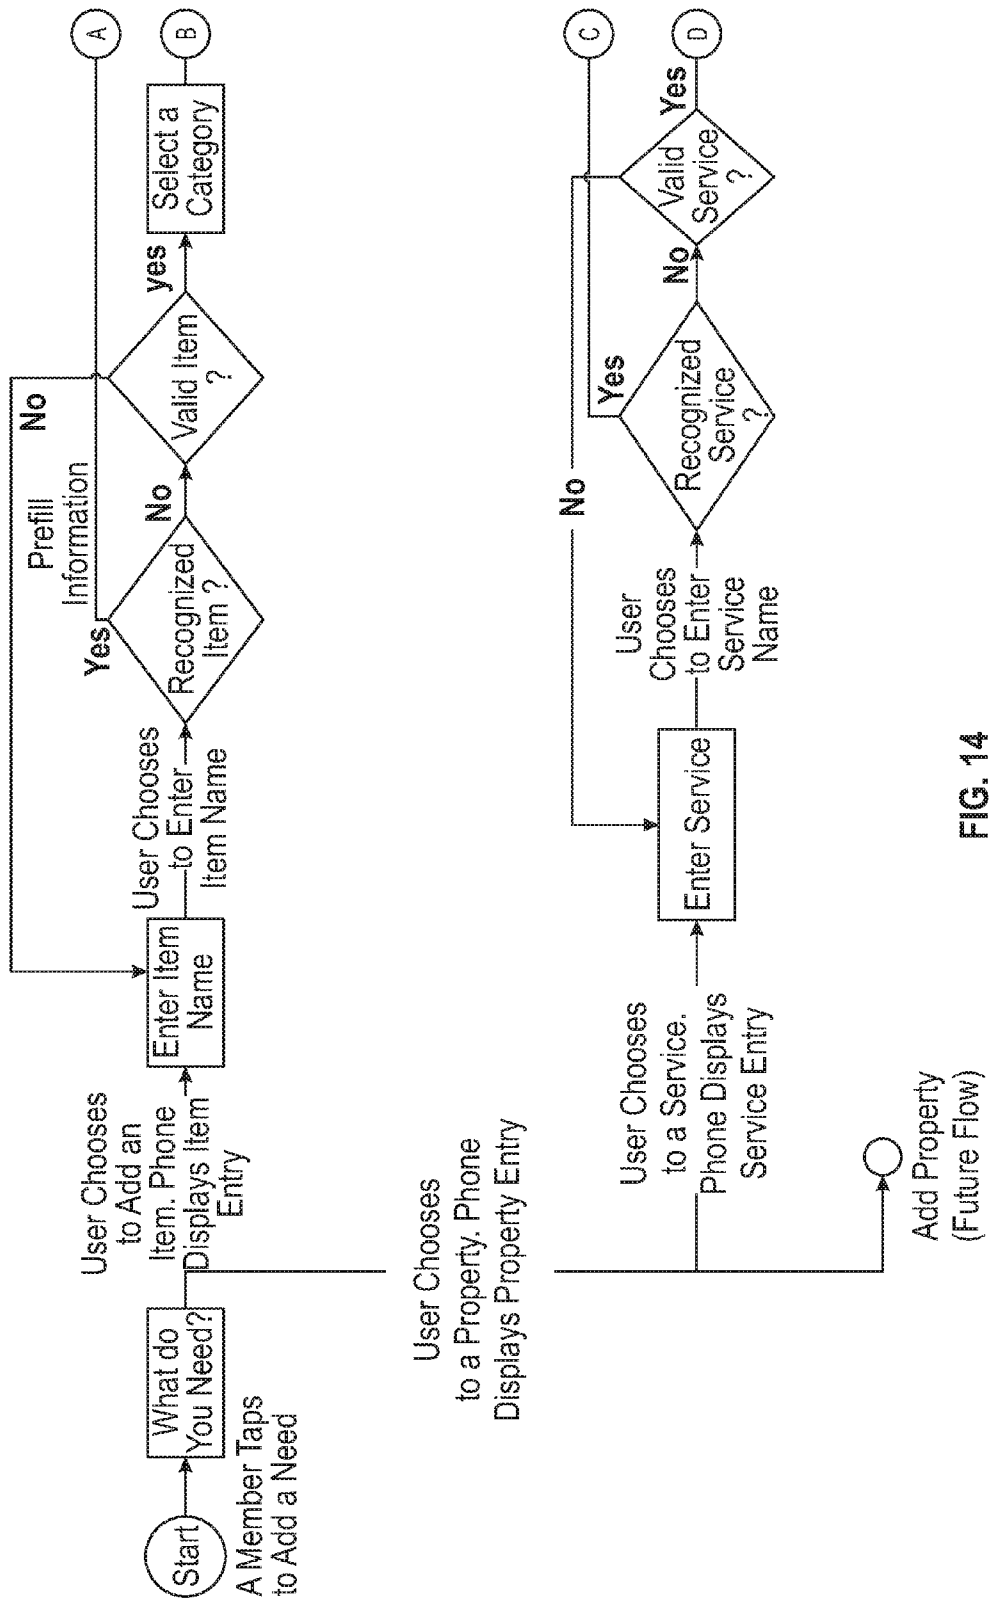 Start
A Member Taps
to Add a Need
What do
You Need?
User Chooses
to Add an
Item. Phone
Displays Item
Entry
Enter Item
Name
User Chooses
to Enter
Item Name
Recognized
Item ?
Yes
Prefill
Information
No
Valid Item
?
No
yes
Select a
Category
A
B
User Chooses
to a Property. Phone
Displays Property Entry
User Chooses
to a Service.
Phone Displays
Service Entry
Enter Service
User
Chooses
to Enter
Service
Name
No
Recognized
Service
?
Yes
No
Valid
Service
?
Yes
C
D
Add Property
(Future Flow)
FIG. 14